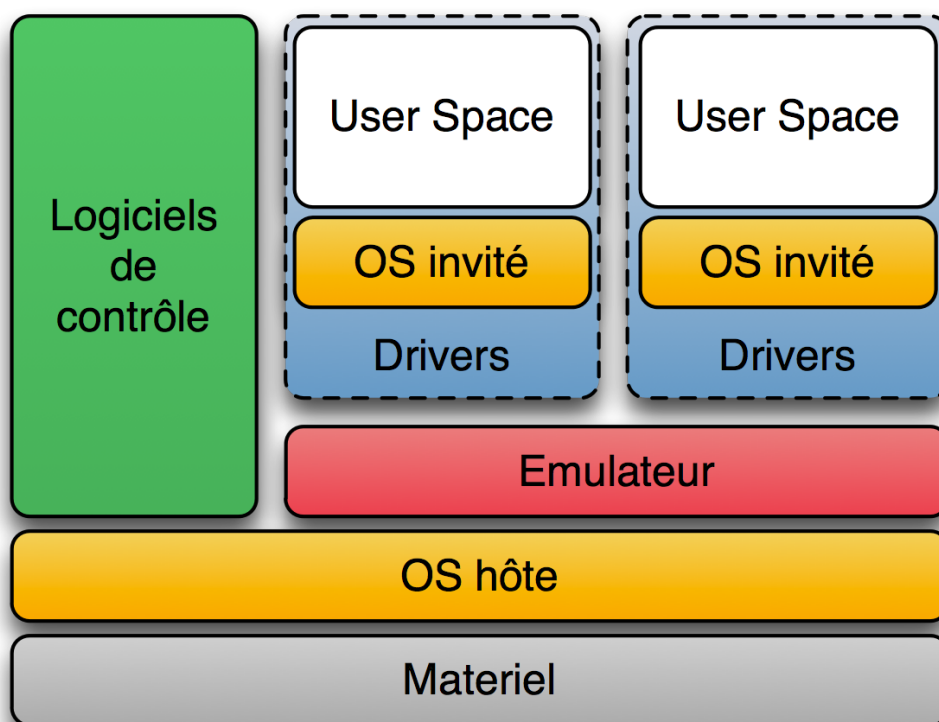 Logiciels
de
contrôle
User Space
OS invité
Drivers
User Space
OS invité
Drivers
Emulateur
OS hôte
Materiel